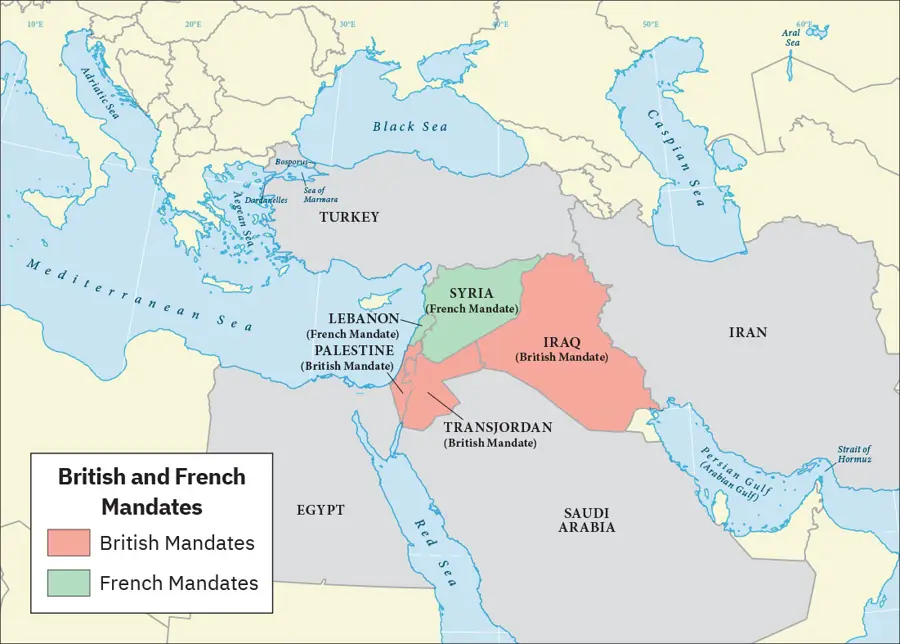 10°E
20°E
30°E
40°E
50°E
60°E
Aral
Sea
Adriatic Sea
Black Sea
Caspian Sea
Bosporus
Dardanelles
Sea of
Marmara
Aegean Sea
TURKEY
Mediterranean Sea
SYRIA
(French Mandate)
LEBANON
(French Mandate)
PALESTINE
(British Mandate)
IRAQ
(British Mandate)
IRAN
TRANSJORDAN
(British Mandate)
Persian Gulf
(Arabian Gulf)
Strait of
Hormuz
EGYPT
Red Sea
SAUDI
ARABIA
British and French
Mandates
British Mandates
French Mandates